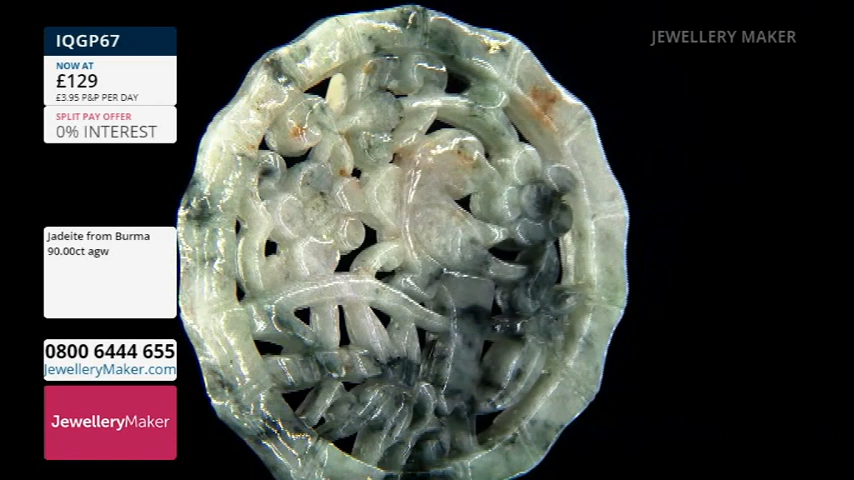 IQGP67
NOW AT
£129
£3.95 P&P PER DAY
SPLIT PAY OFFER
0% INTEREST
Jadeite from Burma
90.00ct agw
0800 6444 655
JewelleryMaker.com
JewelleryMaker
JEWELLERY MAKER